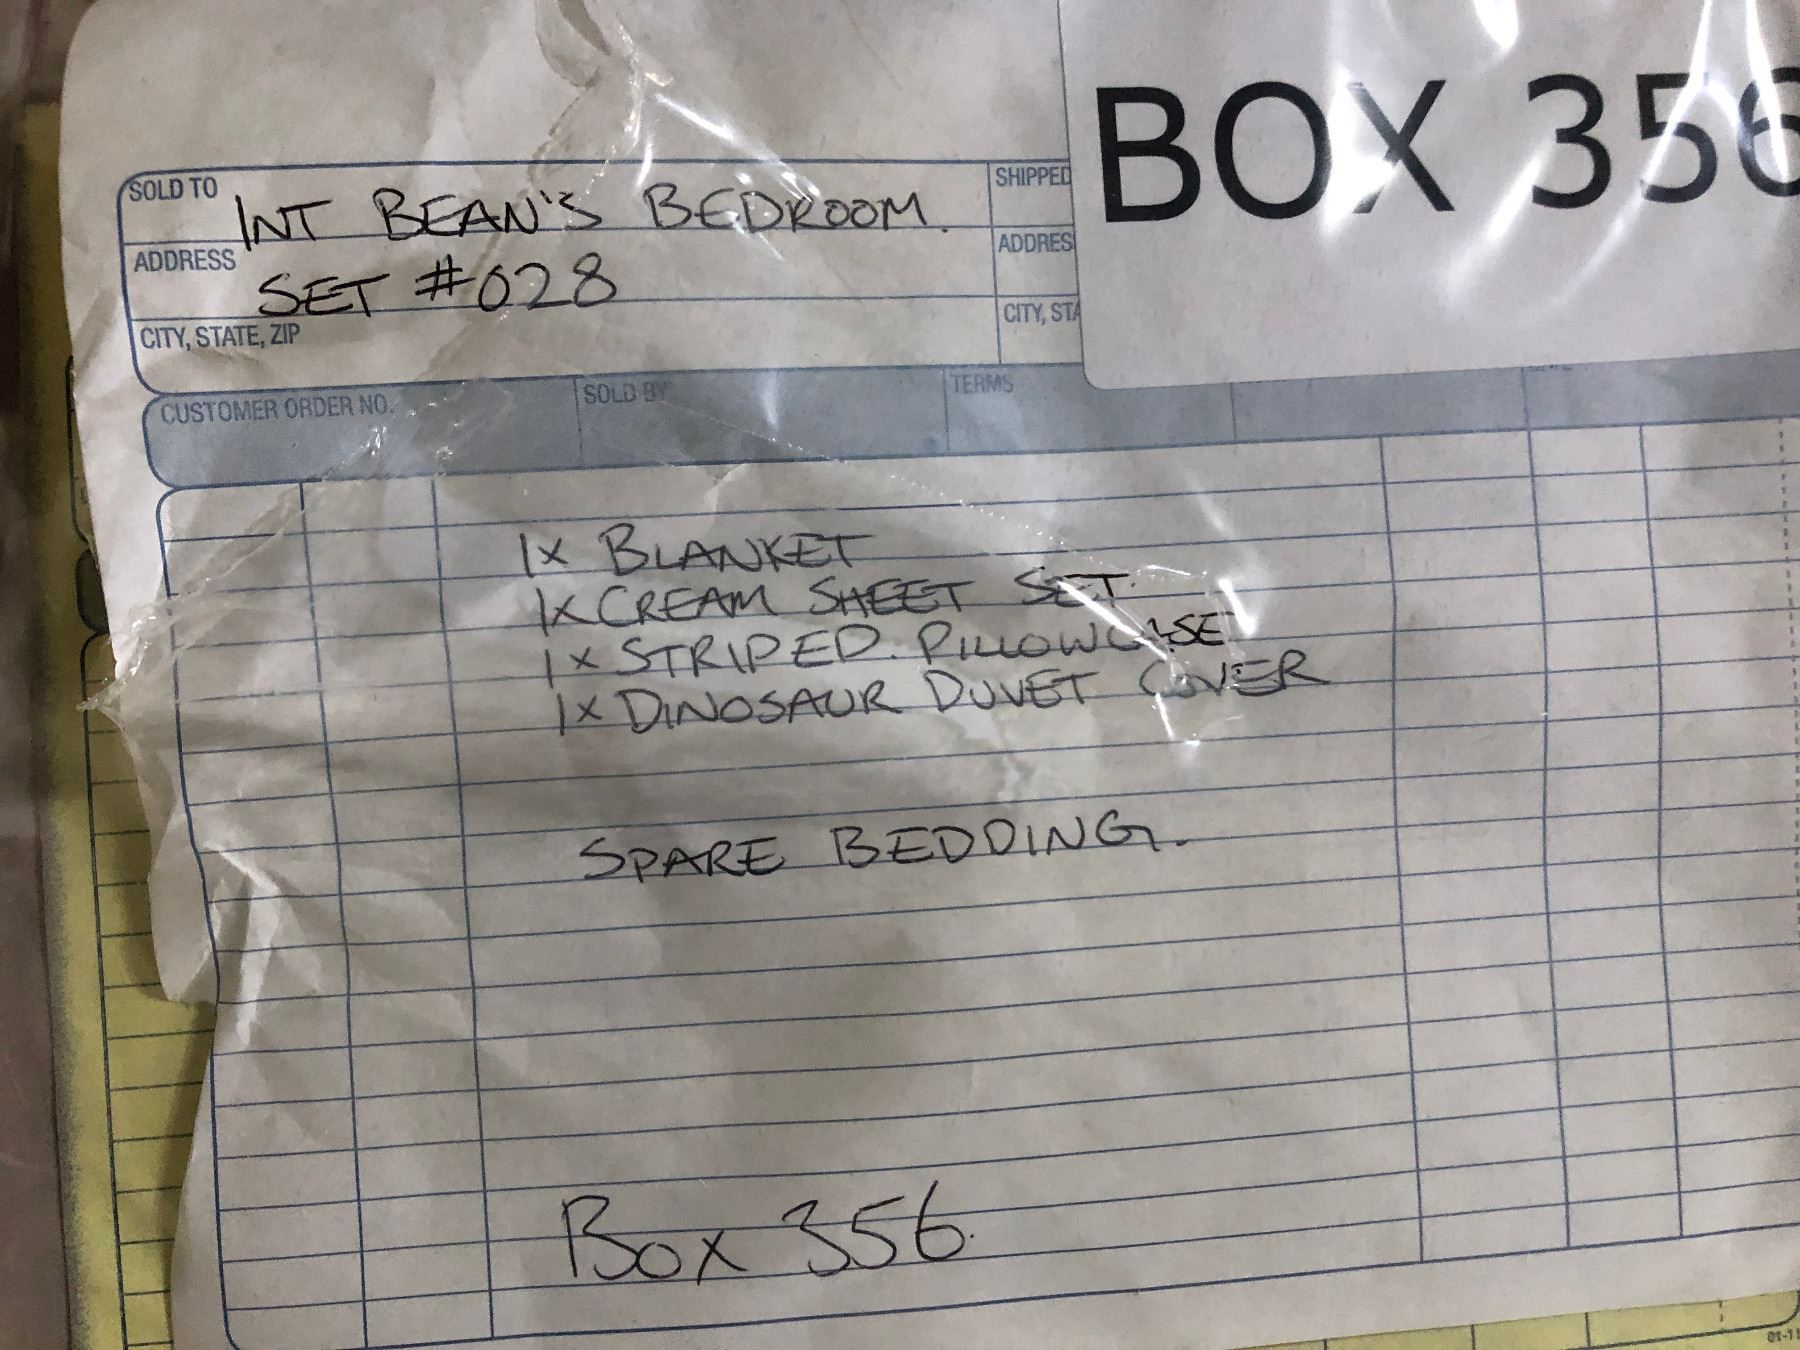 BOX 356
SOLD TO INT BEAN'S BEDROOM. SHIPPED
ADDRESS SET #028 ADDRES
CITY, STATE, ZIP CITY, STA
CUSTOMER ORDER NO. SOLD BY TERMS
1x BLANKET
1x CREAM SHEET SET.
1x STRIPED. PILLOWCASE
1x DINOSAUR DUVET COVER
SPARE BEDDING.
Box 356.
01-11